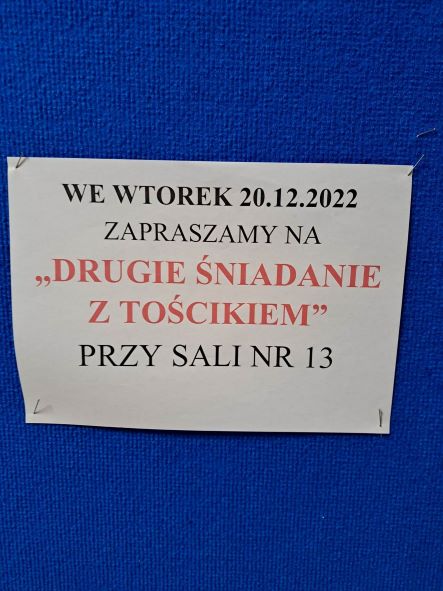 WE WTOREK 20.12.2022
ZAPRASZAMY NA
„DRUGIE ŚNIADANIE
Z TOŚCIKIEM”
PRZY SALI NR 13